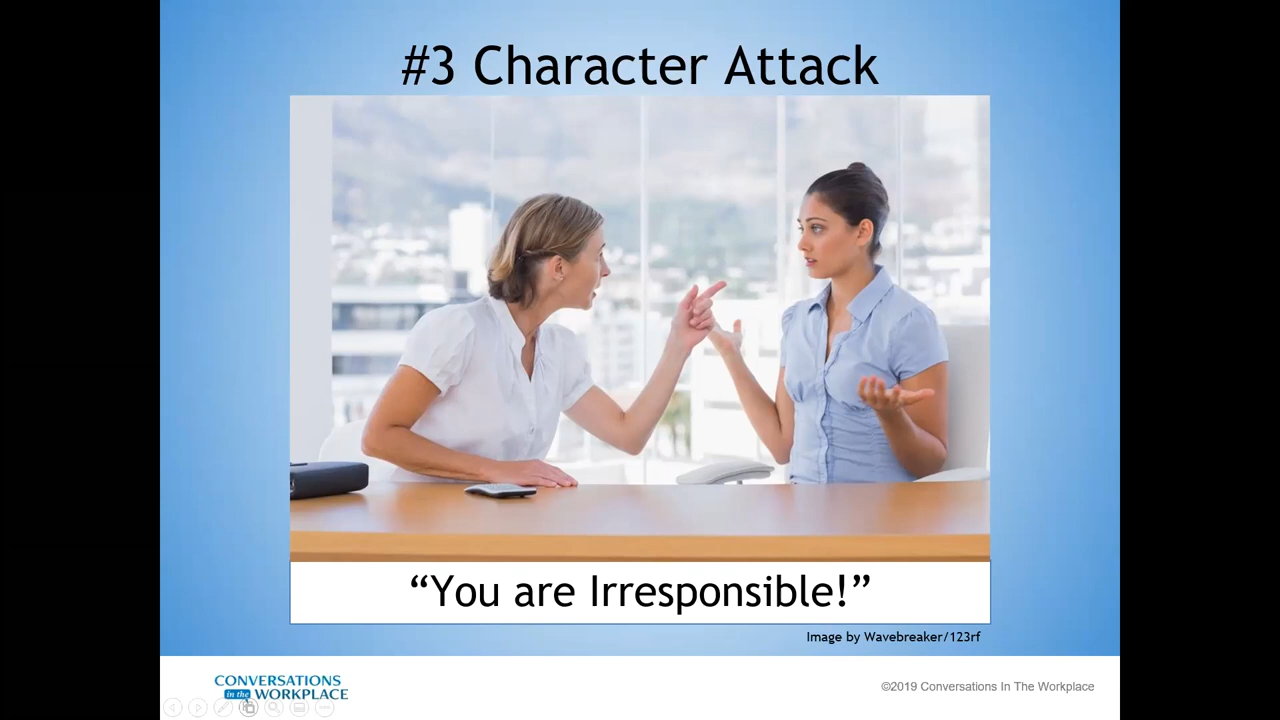 #3 Character Attack
“You are Irresponsible!”
Image by Wavebreaker/123rf
CONVERSATIONS
in the WORKPLACE
©2019 Conversations In The Workplace